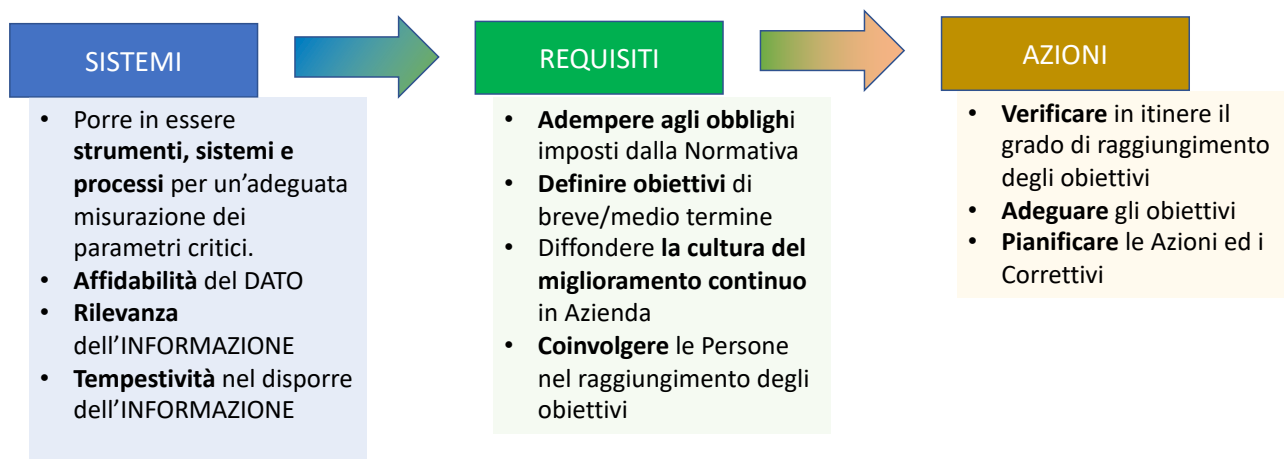 SISTEMI
• Porre in essere
strumenti, sistemi e
processi per un’adeguata
misurazione dei
parametri critici.
• Affidabilità del DATO
• Rilevanza
dell’INFORMAZIONE
• Tempestività nel disporre
dell’INFORMAZIONE
REQUISITI
• Adempere agli obblighi
imposti dalla Normativa
• Definire obiettivi di
breve/medio termine
• Diffondere la cultura del
miglioramento continuo
in Azienda
• Coinvolgere le Persone
nel raggiungimento degli
obiettivi
AZIONI
• Verificare in itinere il
grado di raggiungimento
degli obiettivi
• Adeguare gli obiettivi
• Pianificare le Azioni ed i
Correttivi